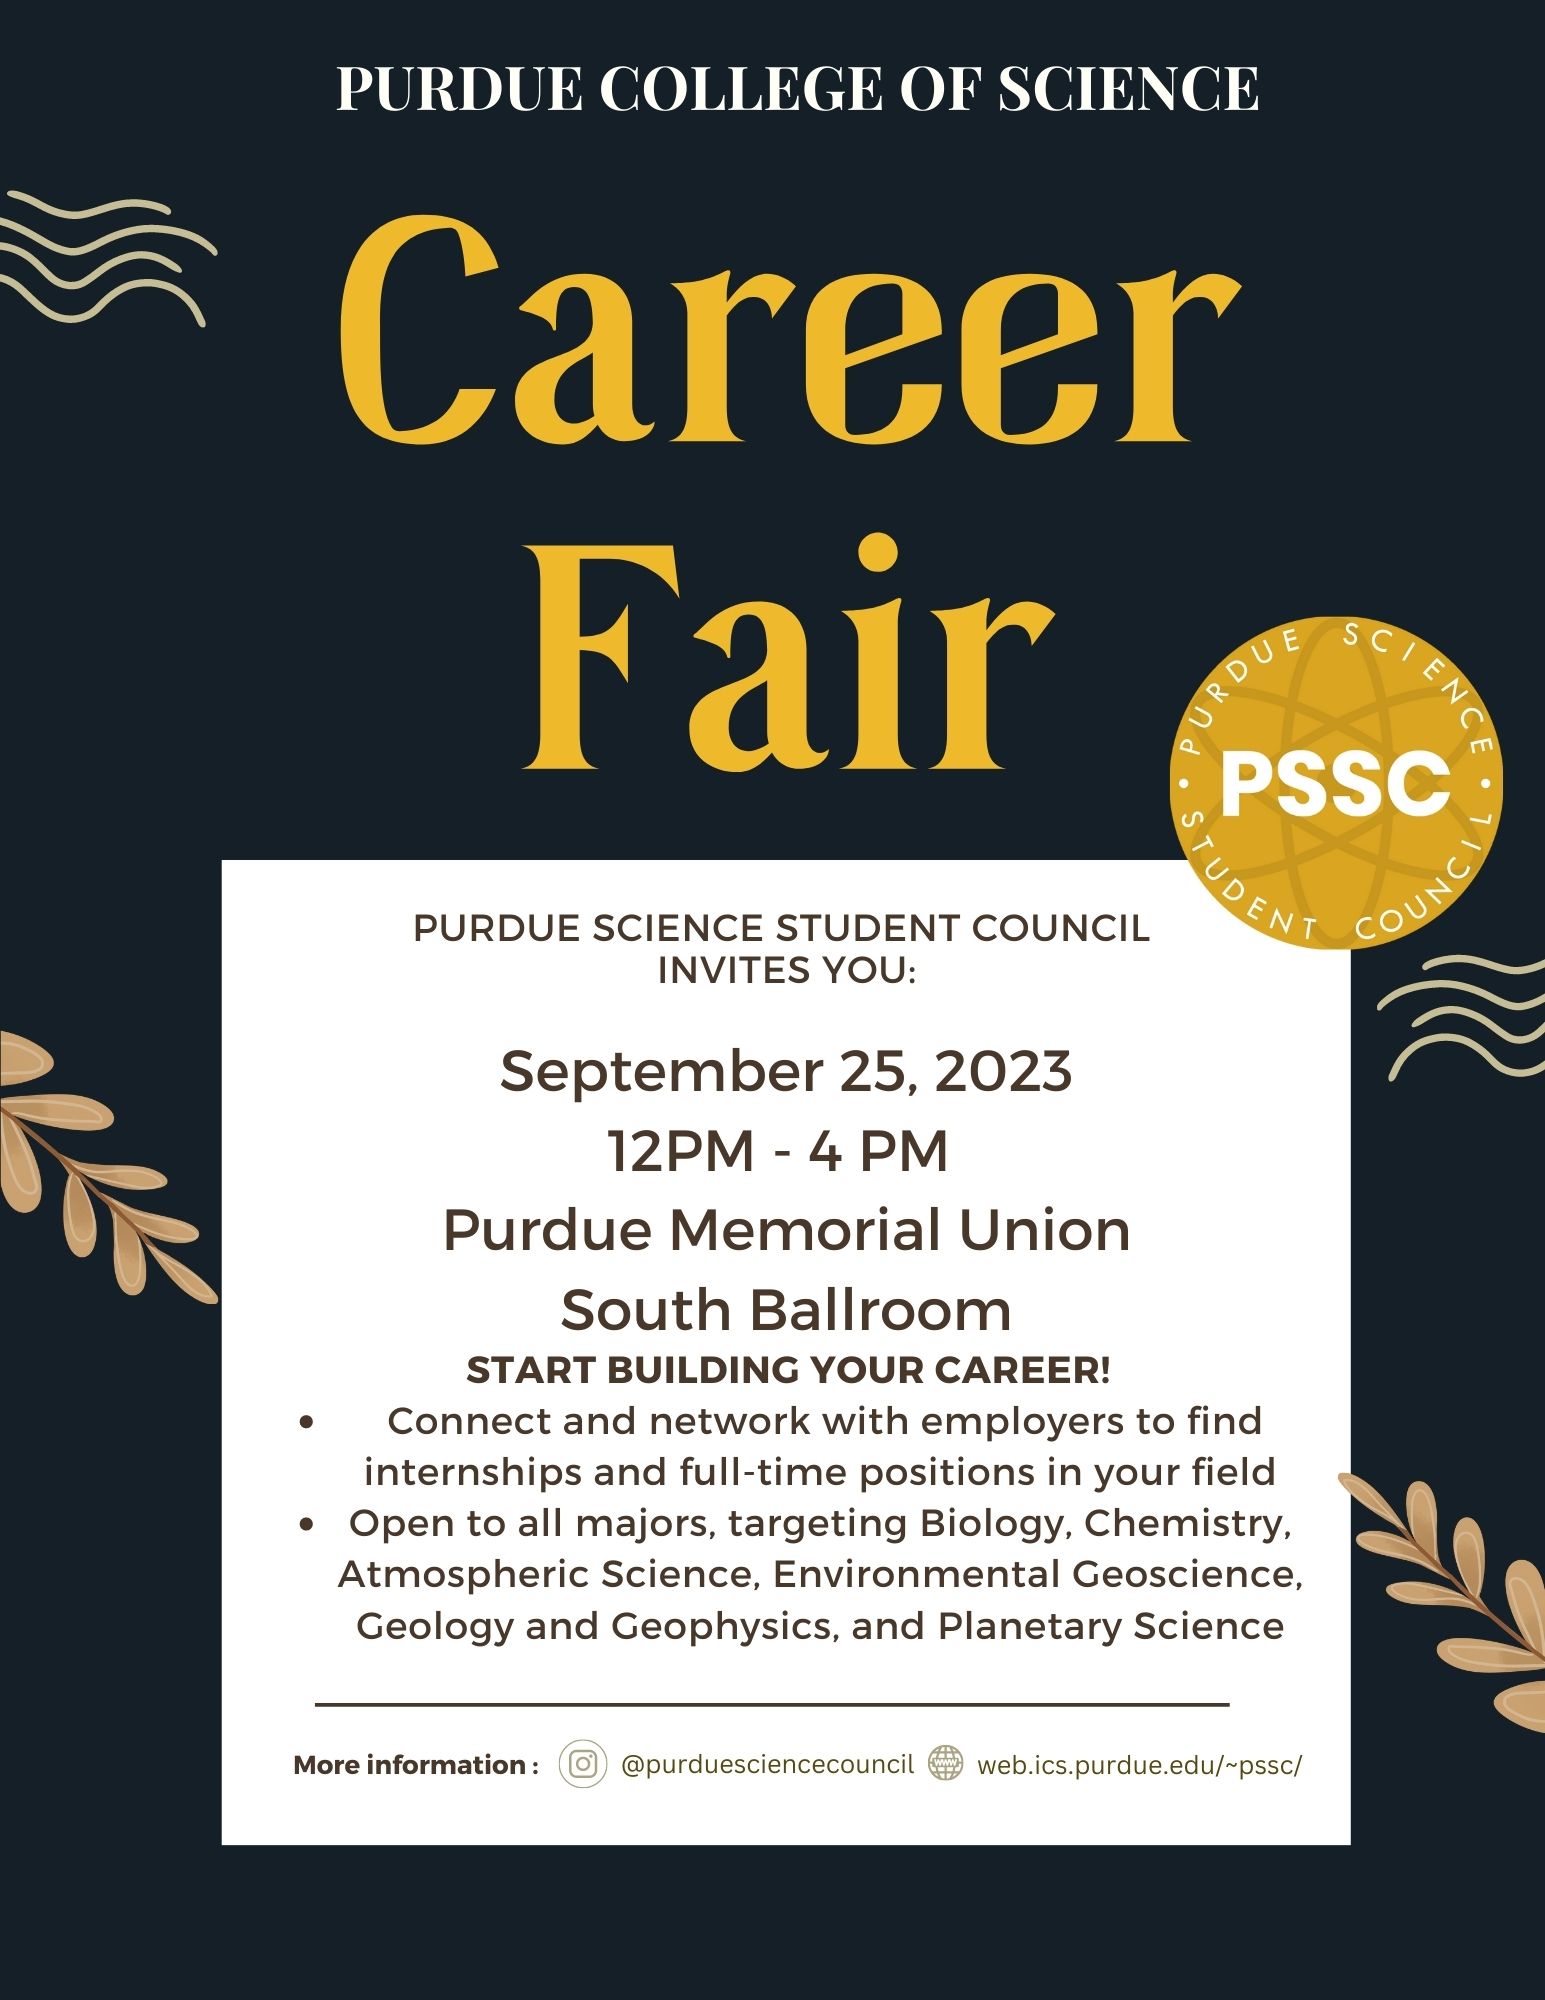 PURDUE COLLEGE OF SCIENCE
Career
Fair
PURDUE SCIENCE
PSSC
STUDENT COUNCIL
PURDUE SCIENCE STUDENT COUNCIL
INVITES YOU:
September 25, 2023
12PM - 4 PM
Purdue Memorial Union
South Ballroom
START BUILDING YOUR CAREER!
• Connect and network with employers to find
internships and full-time positions in your field
• Open to all majors, targeting Biology, Chemistry,
Atmospheric Science, Environmental Geoscience,
Geology and Geophysics, and Planetary Science
More information : @purduesciencecouncil web.ics.purdue.edu/~pssc/